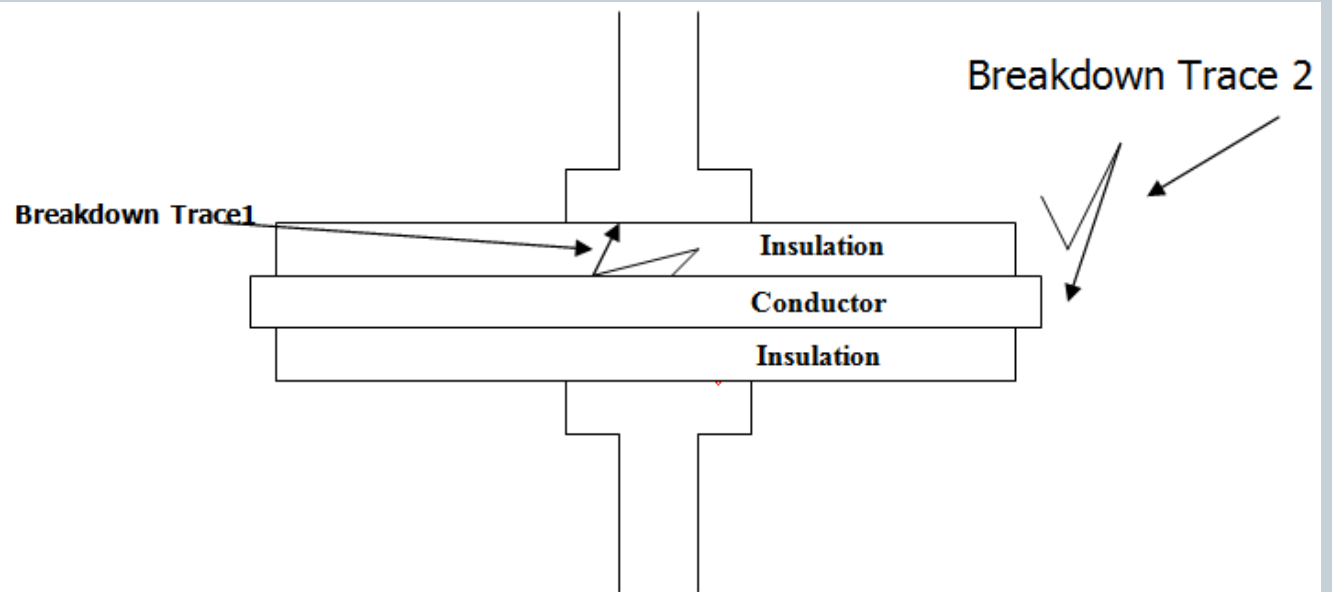 Breakdown Trace 2
Breakdown Trace1
Insulation
Conductor
Insulation